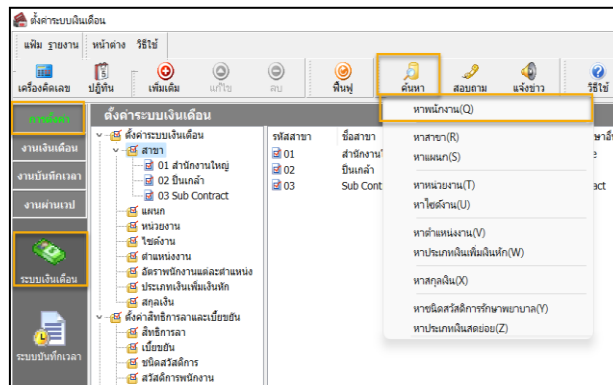 ตั้งค่าระบบเงินเดือน
แฟ้ม รายงาน หน้าต่าง วิธีใช้
เครื่องคิดเลข ปฏิทิน เพิ่มเติม แก้ไข ลบ ฟื้นฟู ค้นหา สอบถาม แจ้งข่าว วิธีใช้
การตั้งค่า
งานเงินเดือน
งานบันทึกเวลา
งานผ่านเวป
ระบบเงินเดือน
ระบบบันทึกเวลา
ตั้งค่าระบบเงินเดือน
ตั้งค่าระบบเงินเดือน
สาขา
01 สำนักงานใหญ่
02 ปิ่นเกล้า
03 Sub Contract
แผนก
หน่วยงาน
ไซต์งาน
ตำแหน่งงาน
อัตราพนักงานแต่ละตำแหน่ง
ประเภทเงินเพิ่มเงินหัก
สกุลเงิน
ตั้งค่าสิทธิการลาและเบี้ยขยัน
สิทธิการลา
เบี้ยขยัน
ชนิดสวัสดิการ
สวัสดิการพนักงาน
รหัสสาขา ชื่อสาขา
01 สำนักงาน
02 ปิ่นเกล้า
03 Sub Cont
หาพนักงาน(Q)
หาสาขา(R)
หาแผนก(S)
หาหน่วยงาน(T)
หาไซต์งาน(U)
หาตำแหน่งงาน(V)
หาประเภทเงินเพิ่มเงินหัก(W)
หาสกุลเงิน(X)
หาชนิดสวัสดิการรักษาพยาบาล(Y)
หาประเภทเงินสดย่อย(Z)
ษาอั
e
act